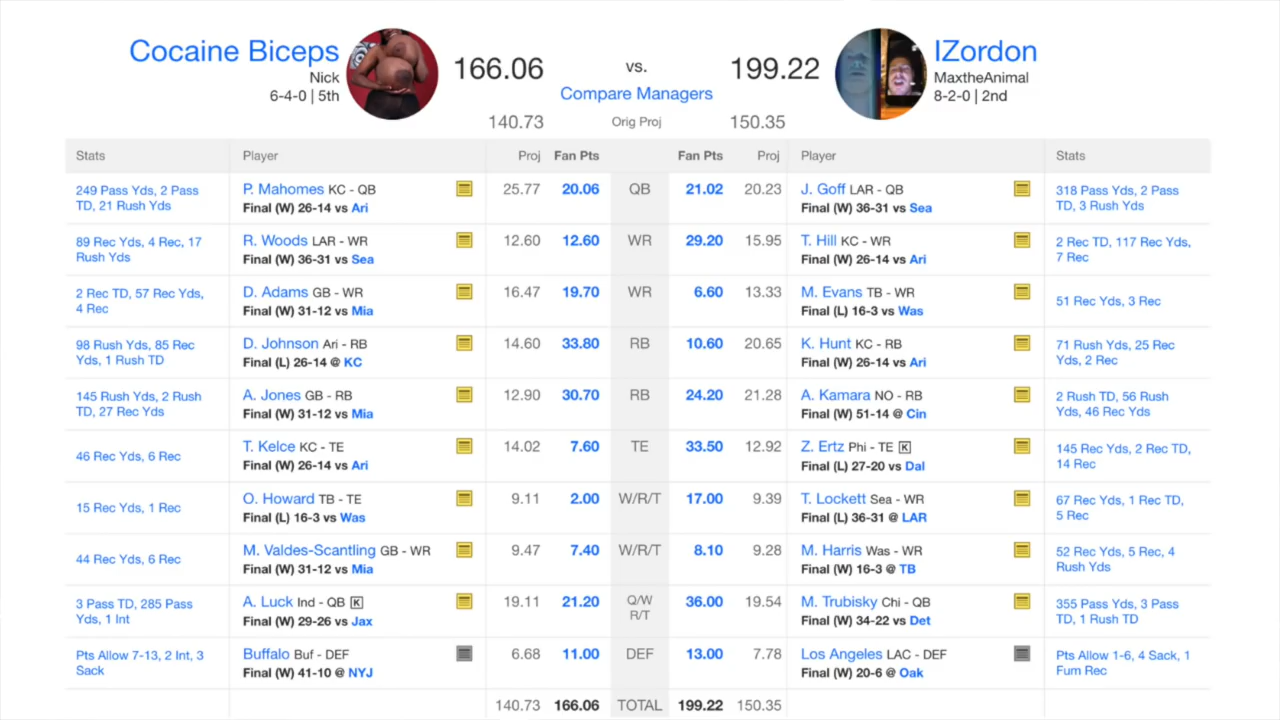 Cocaine Biceps
Nick
6-4-0 | 5th
166.06
vs.
Compare Managers
199.22
IZordon
MaxtheAnimal
8-2-0 | 2nd
140.73 Orig Proj 150.35
Stats Player Proj Fan Pts Fan Pts Proj Player Stats
249 Pass Yds, 2 Pass TD, 21 Rush Yds P. Mahomes KC - QB 25.77 20.06 QB 21.02 20.23 J. Goff LAR - QB 318 Pass Yds, 2 Pass TD, 3 Rush Yds
Final (W) 26-14 vs Ari Final (W) 36-31 vs Sea
89 Rec Yds, 4 Rec, 17 Rush Yds R. Woods LAR - WR 12.60 12.60 WR 29.20 15.95 T. Hill KC - WR 2 Rec TD, 117 Rec Yds, 7 Rec
Final (W) 36-31 vs Sea Final (W) 26-14 vs Ari
2 Rec TD, 57 Rec Yds, 4 Rec D. Adams GB - WR 16.47 19.70 WR 6.60 13.33 M. Evans TB - WR 51 Rec Yds, 3 Rec
Final (W) 31-12 vs Mia Final (L) 16-3 vs Was
98 Rush Yds, 85 Rec Yds, 1 Rush TD D. Johnson Ari - RB 14.60 33.80 RB 10.60 20.65 K. Hunt KC - RB 71 Rush Yds, 25 Rec Yds, 2 Rec
Final (L) 26-14 @ KC Final (W) 26-14 vs Ari
145 Rush Yds, 2 Rush TD, 27 Rec Yds A. Jones GB - RB 12.90 30.70 RB 24.20 21.28 A. Kamara NO - RB 2 Rush TD, 56 Rush Yds, 46 Rec Yds
Final (W) 31-12 vs Mia Final (W) 51-14 @ Cin
46 Rec Yds, 6 Rec T. Kelce KC - TE 14.02 7.60 TE 33.50 12.92 Z. Ertz Phi - TE K 145 Rec Yds, 2 Rec TD, 14 Rec
Final (W) 26-14 vs Ari Final (L) 27-20 vs Dal
15 Rec Yds, 1 Rec O. Howard TB - TE 9.11 2.00 W/R/T 17.00 9.39 T. Lockett Sea - WR 67 Rec Yds, 1 Rec TD, 5 Rec
Final (L) 16-3 vs Was Final (L) 36-31 @ LAR
44 Rec Yds, 6 Rec M. Valdes-Scantling GB - WR 9.47 7.40 W/R/T 8.10 9.28 M. Harris Was - WR 52 Rec Yds, 5 Rec, 4 Rush Yds
Final (W) 31-12 vs Mia Final (W) 16-3 @ TB
3 Pass TD, 285 Pass Yds, 1 Int A. Luck Ind - QB K 19.11 21.20 Q/W R/T 36.00 19.54 M. Trubisky Chi - QB 355 Pass Yds, 3 Pass TD, 1 Rush TD
Final (W) 29-26 vs Jax Final (W) 34-22 vs Det
Pts Allow 7-13, 2 Int, 3 Sack Buffalo Buf - DEF 6.68 11.00 DEF 13.00 7.78 Los Angeles LAC - DEF Pts Allow 1-6, 4 Sack, 1 Fum Rec
Final (W) 41-10 @ NYJ Final (W) 20-6 @ Oak
140.73 166.06 TOTAL 199.22 150.35